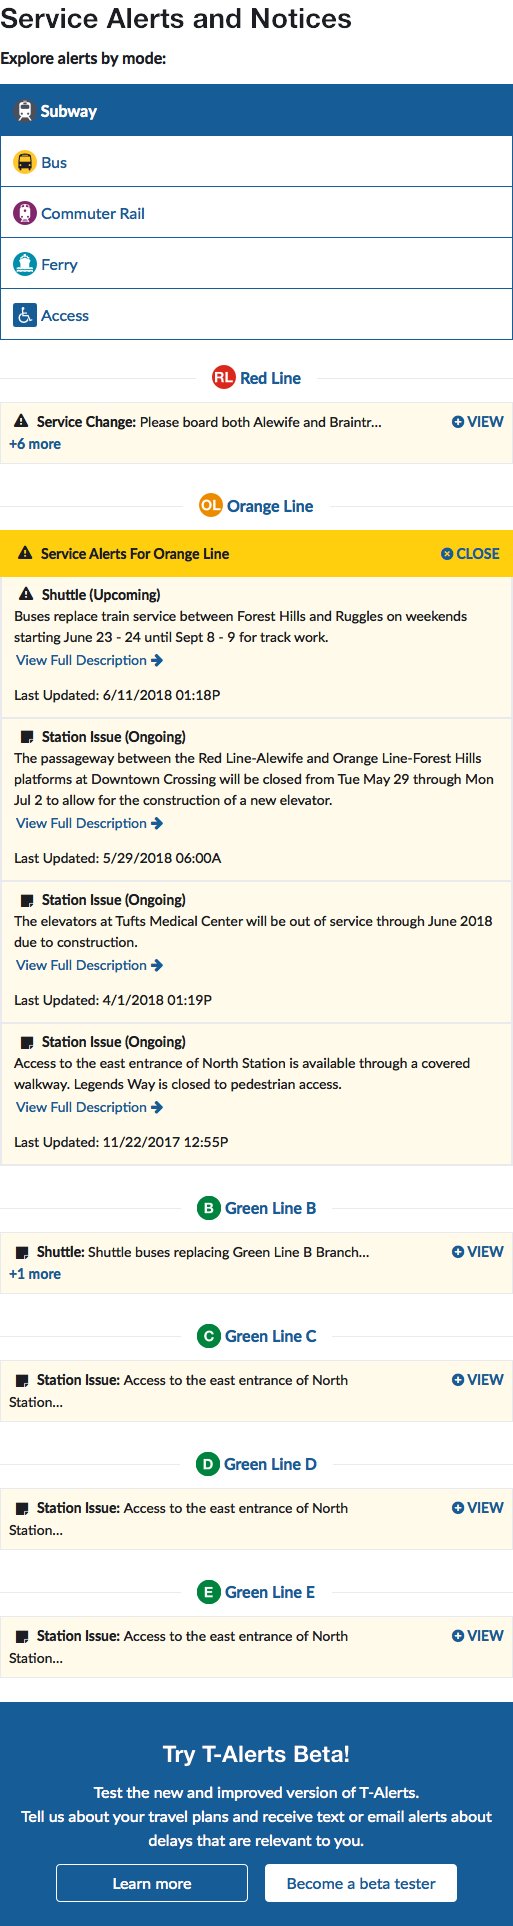 Service Alerts and Notices
Explore alerts by mode:
Subway
Bus
Commuter Rail
Ferry
Access
RL Red Line
Service Change: Please board both Alewife and Braintr... VIEW
+6 more
OL Orange Line
Service Alerts For Orange Line CLOSE
Shuttle (Upcoming)
Buses replace train service between Forest Hills and Ruggles on weekends
starting June 23 - 24 until Sept 8 - 9 for track work.
View Full Description
Last Updated: 6/11/2018 01:18P
Station Issue (Ongoing)
The passageway between the Red Line-Alewife and Orange Line-Forest Hills
platforms at Downtown Crossing will be closed from Tue May 29 through Mon
Jul 2 to allow for the construction of a new elevator.
View Full Description
Last Updated: 5/29/2018 06:00A
Station Issue (Ongoing)
The elevators at Tufts Medical Center will be out of service through June 2018
due to construction.
View Full Description
Last Updated: 4/1/2018 01:19P
Station Issue (Ongoing)
Access to the east entrance of North Station is available through a covered
walkway. Legends Way is closed to pedestrian access.
View Full Description
Last Updated: 11/22/2017 12:55P
B Green Line B
Shuttle: Shuttle buses replacing Green Line B Branch... VIEW
+1 more
C Green Line C
Station Issue: Access to the east entrance of North VIEW
Station...
D Green Line D
Station Issue: Access to the east entrance of North VIEW
Station...
E Green Line E
Station Issue: Access to the east entrance of North VIEW
Station...
Try T-Alerts Beta!
Test the new and improved version of T-Alerts.
Tell us about your travel plans and receive text or email alerts about
delays that are relevant to you.
Learn more Become a beta tester